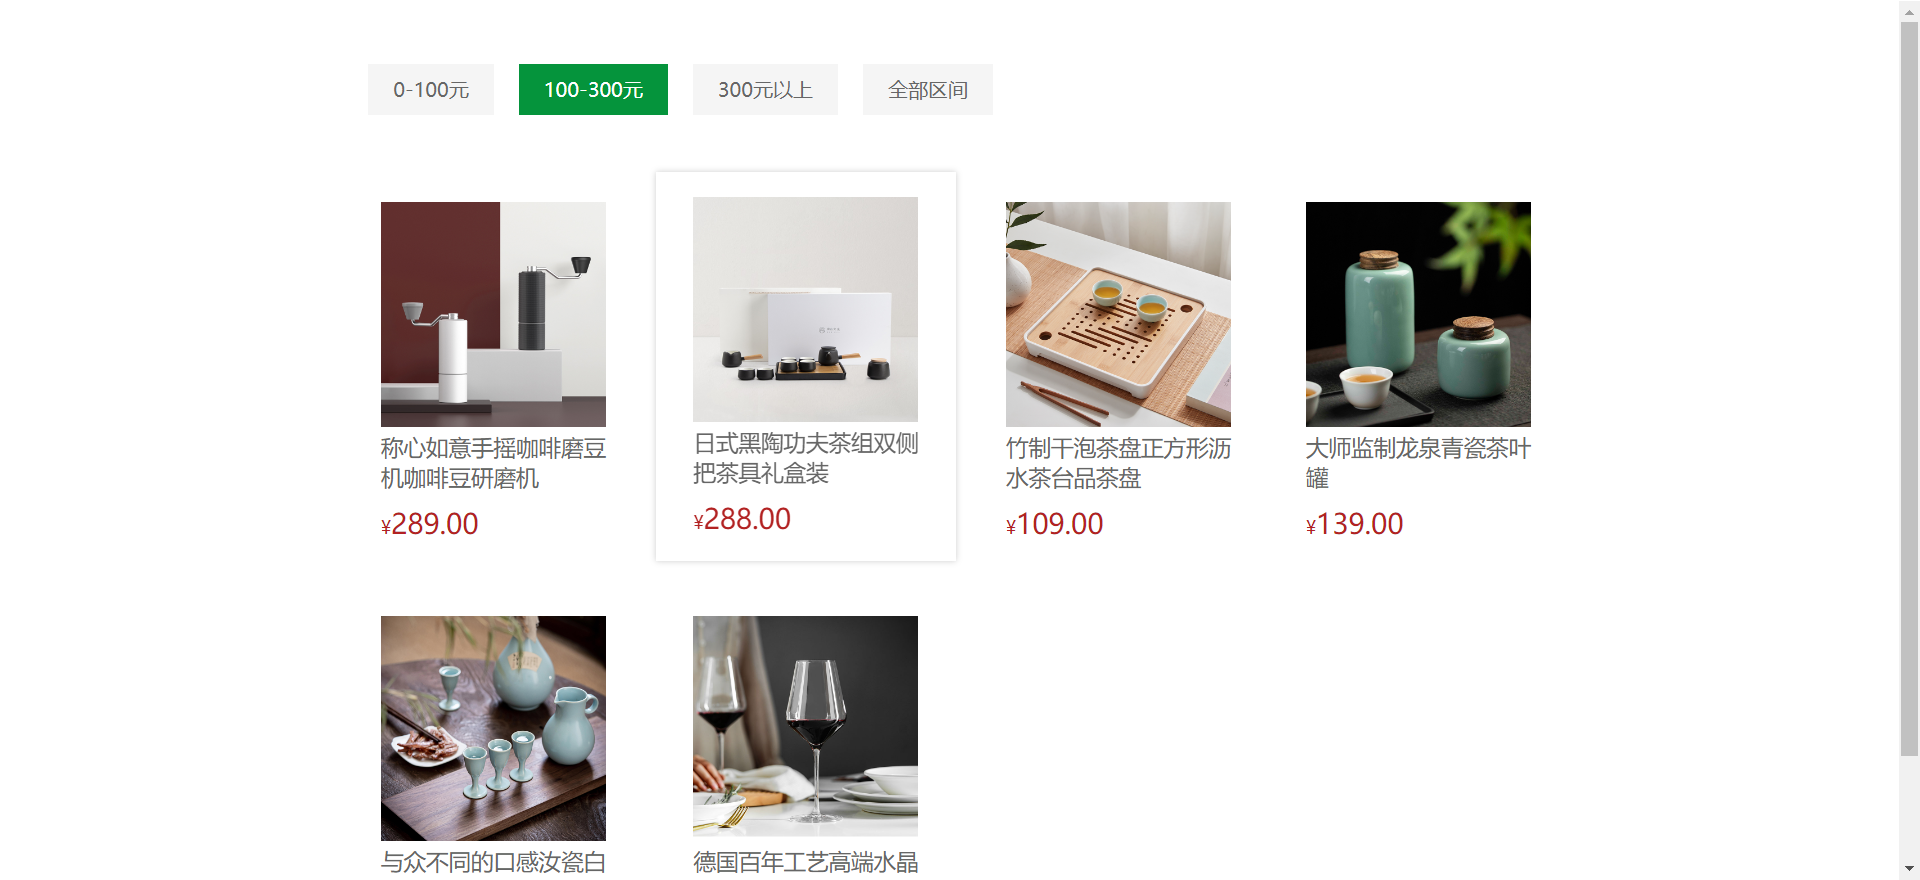 0-100元
100-300元
300元以上
全部区间
称心如意手摇咖啡磨豆
机咖啡豆研磨机
¥289.00
日式黑陶功夫茶组双侧
把茶具礼盒装
¥288.00
竹制干泡茶盘正方形沥
水茶台品茶盘
¥109.00
大师监制龙泉青瓷茶叶
罐
¥139.00
与众不同的口感汝瓷白
德国百年工艺高端水晶